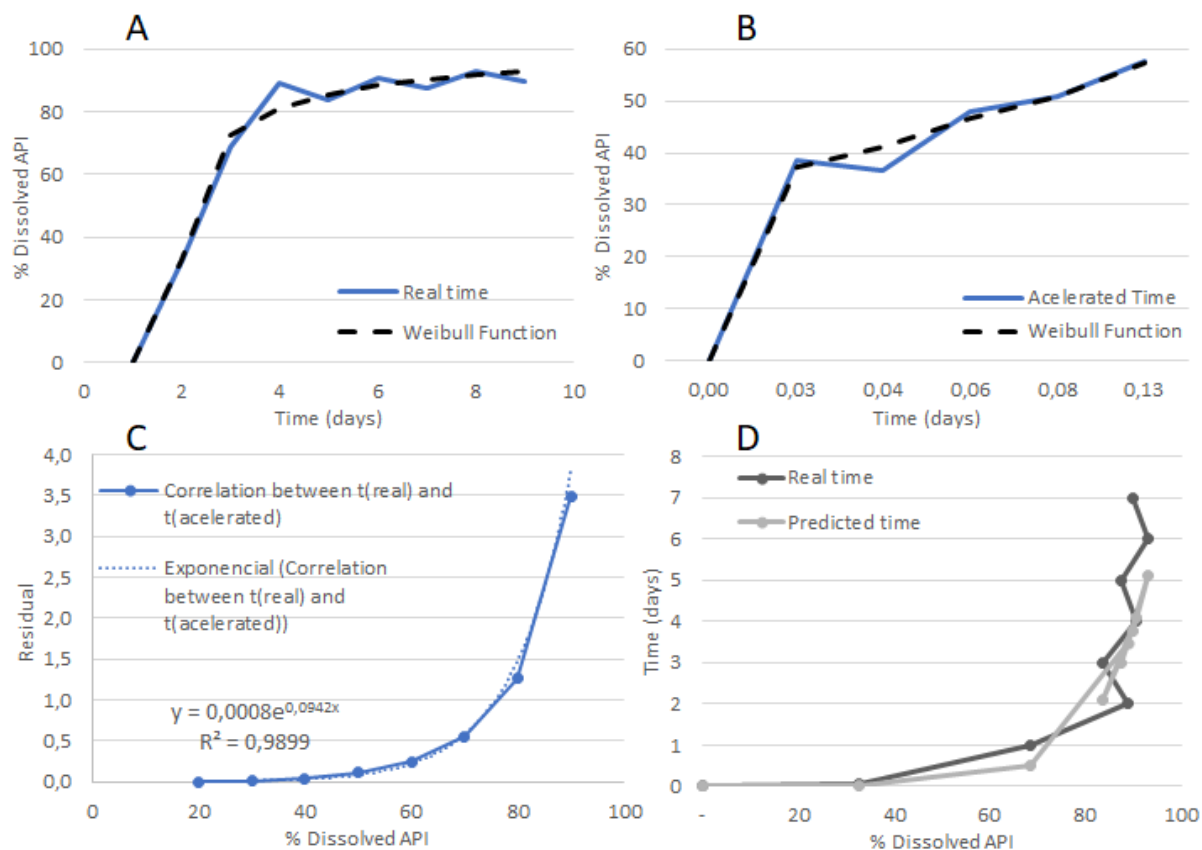 A
100
80
60
40
20
0
% Dissolved API
Real time
Weibull Function
0 2 4 6 8 10
Time (days)
B
60
50
40
30
20
10
0
% Dissolved API
Acelerated Time
Weibull Function
0,00 0,03 0,04 0,06 0,08 0,13
Time (days)
C
4,0
3,5
3,0
2,5
2,0
1,5
1,0
0,5
0,0
Residual
Correlation between t(real) and
t(acelerated)
Exponencial (Correlation
between t(real) and
t(acelerated))
y = 0,0008e^0,0942x
R² = 0,9899
0 20 40 60 80 100
% Dissolved API
D
8
7
6
5
4
3
2
1
0
Time (days)
Real time
Predicted time
- 20 40 60 80 100
% Dissolved API